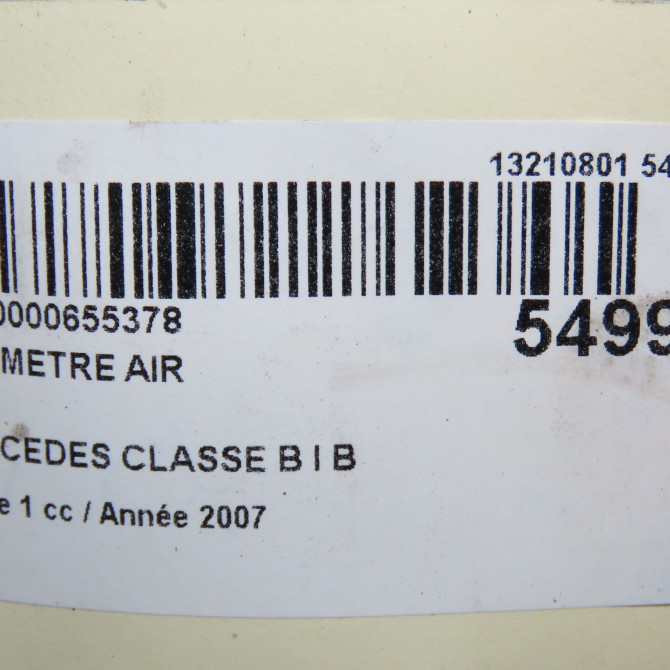 13210801 54
0000655378
5499
METRE AIR
CEDES CLASSE B I B
e 1 cc / Année 2007